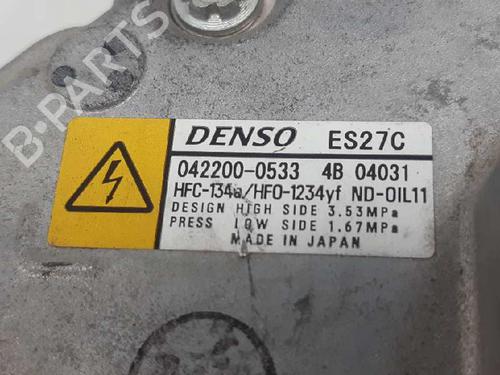 B-PARTS
DENSO ES27C
042200-0533 4B 04031
HFC-134a/HFO-1234yf ND-OIL11
DESIGN HIGH SIDE 3.53MPa
PRESS LOW SIDE 1.67MPa
MADE IN JAPAN